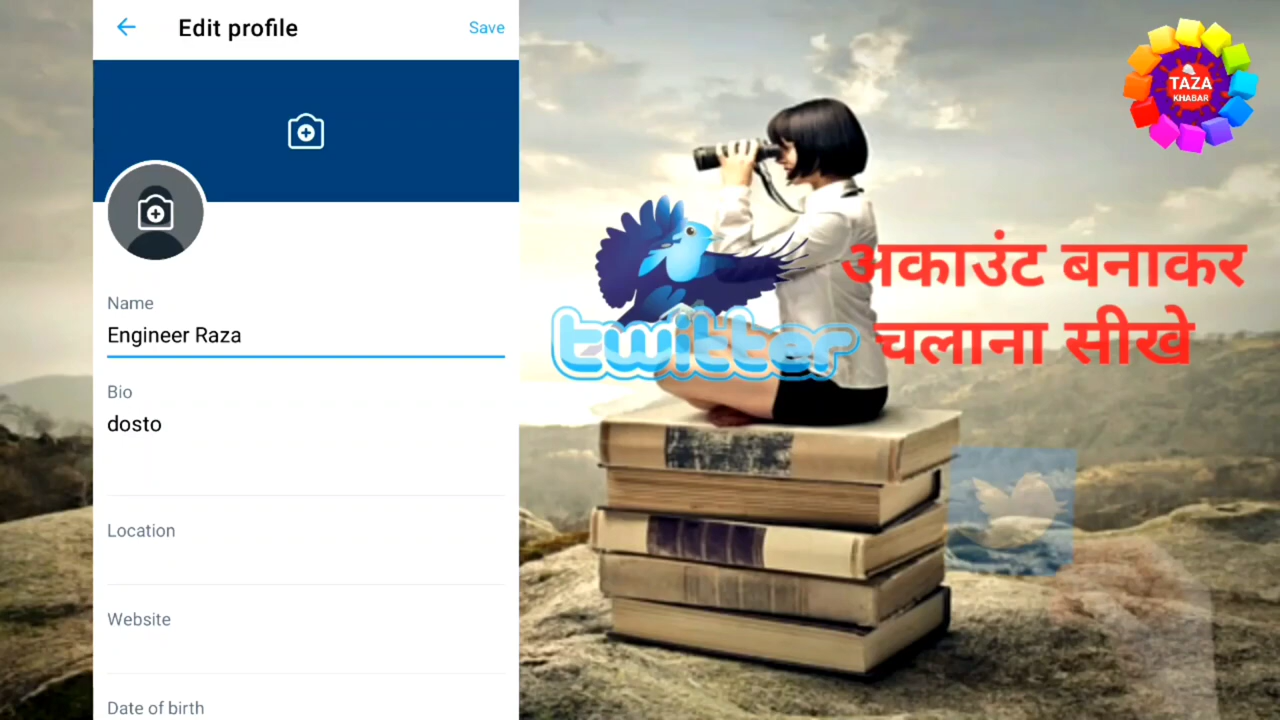 Edit profile
Save
Name
Engineer Raza
Bio
dosto
Location
Website
Date of birth
TAZA
KHABAR
twitter
अकाउंट बनाकर
चलाना सीखे